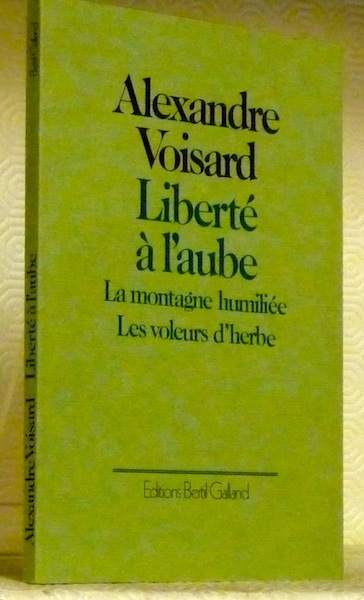 Alexandre
Voisard
Liberté
à l'aube
La montagne humiliée
Les voleurs d'herbe
Editions Bertil Galland
Alexandre Voisard Liberté à l'aube